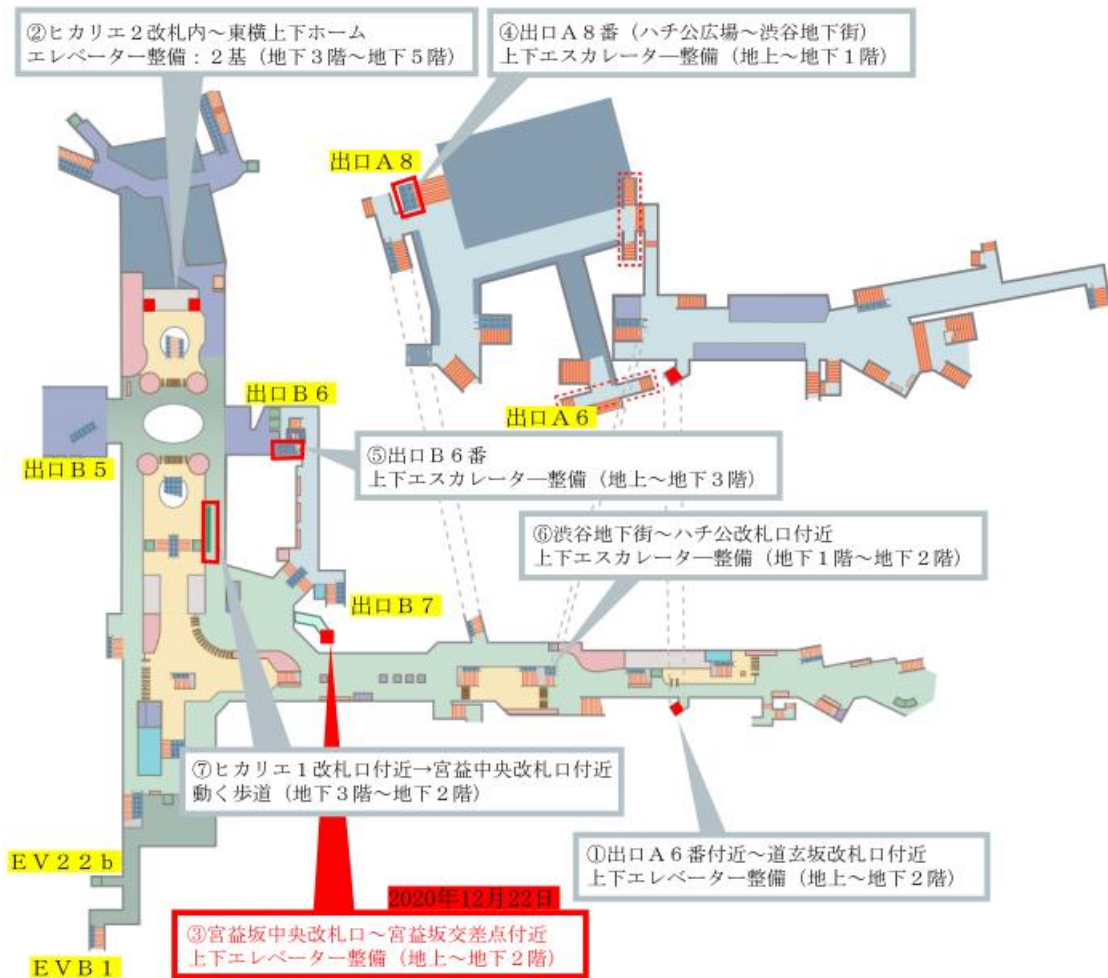 ②ヒカリエ2改札内～東横上下ホーム
エレベーター整備:2基(地下3階～地下5階)
④出口A8番(ハチ公広場～渋谷地下街)
上下エスカレーター整備(地上～地下1階)
出口A8
出口B6
出口A6
出口B5
⑤出口B6番
上下エスカレーター整備(地上～地下3階)
⑥渋谷地下街～ハチ公改札口付近
上下エスカレーター整備(地下1階～地下2階)
出口B7
⑦ヒカリエ1改札口付近→宮益中央改札口付近
動く歩道(地下3階～地下2階)
①出口A6番付近～道玄坂改札口付近
上下エレベーター整備(地上～地下2階)
EV22b
2020年12月22日
③宮益坂中央改札口～宮益坂交差点付近
上下エレベーター整備(地上～地下2階)
EVB1